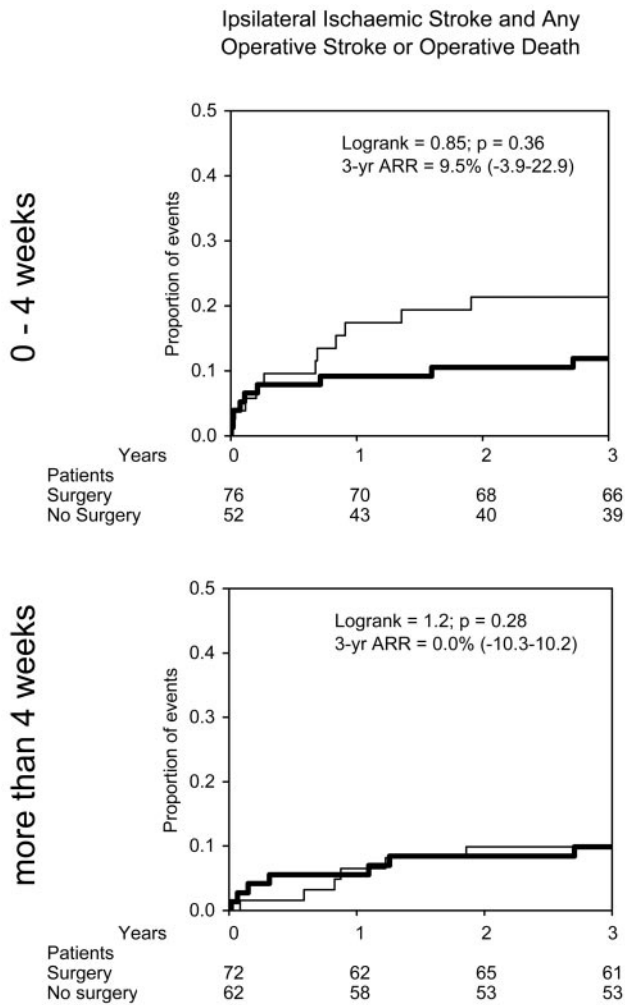 Ipsilateral Ischaemic Stroke and Any
Operative Stroke or Operative Death
0 - 4 weeks
Proportion of events
0.5
0.4
0.3
0.2
0.1
0.0
Logrank = 0.85; p = 0.36
3-yr ARR = 9.5% (-3.9-22.9)
Years 0 1 2 3
Patients
Surgery 76 70 68 66
No Surgery 52 43 40 39
more than 4 weeks
Proportion of events
0.5
0.4
0.3
0.2
0.1
0.0
Logrank = 1.2; p = 0.28
3-yr ARR = 0.0% (-10.3-10.2)
Years 0 1 2 3
Patients
Surgery 72 62 65 61
No surgery 62 58 53 53